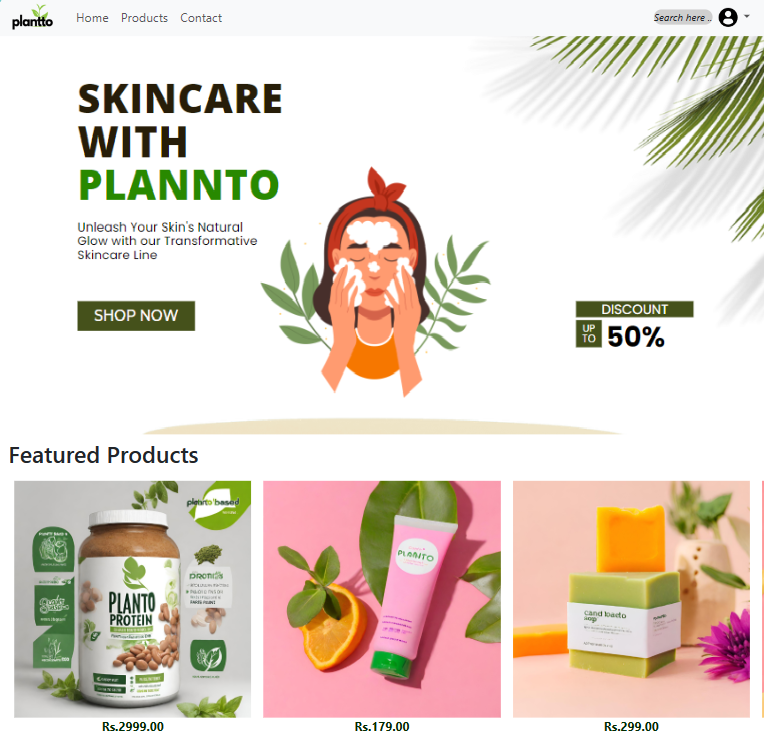 plantto
Home Products Contact
Search here ..
SKINCARE
WITH
PLANNTO
Unleash Your Skin's Natural
Glow with our Transformative
Skincare Line
SHOP NOW
DISCOUNT
UP
TO
50%
Featured Products
PLANTO
PROTEIN
PLANTTO
Rs.2999.00
Rs.179.00
Rs.299.00